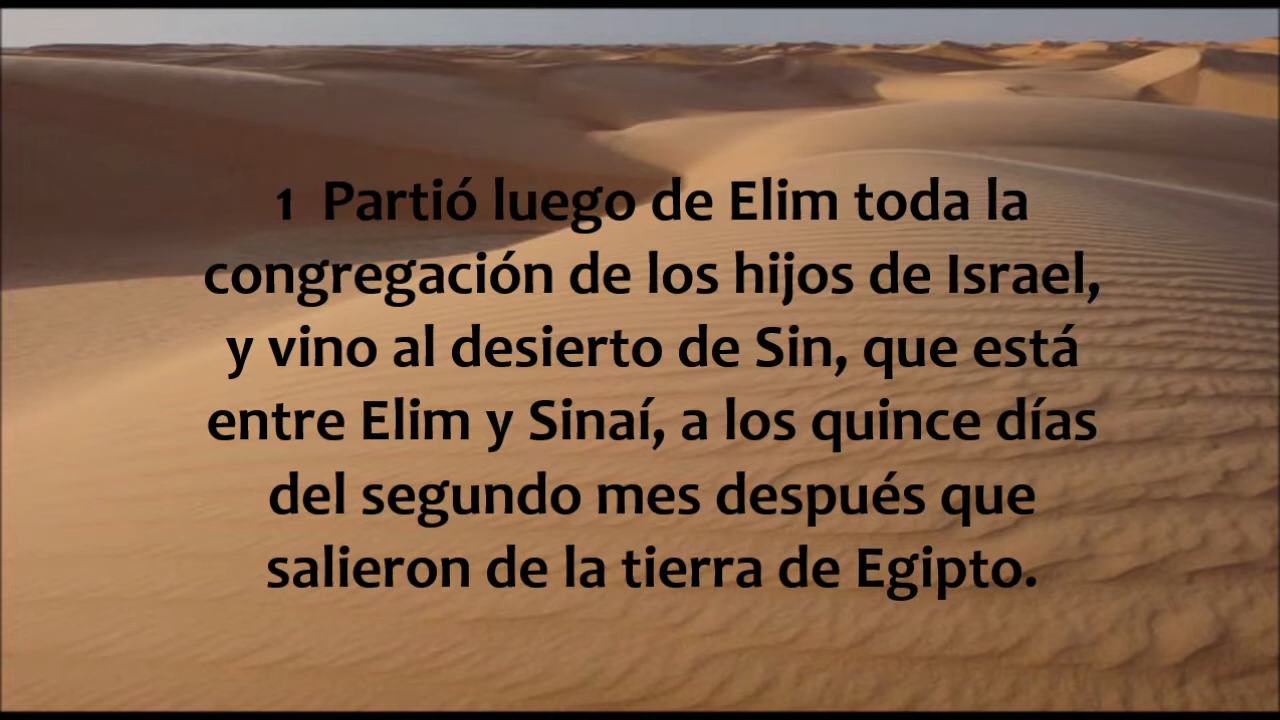 1 Partió luego de Elim toda la
congregación de los hijos de Israel,
y vino al desierto de Sin, que está
entre Elim y Sinaí, a los quince días
del segundo mes después que
salieron de la tierra de Egipto.